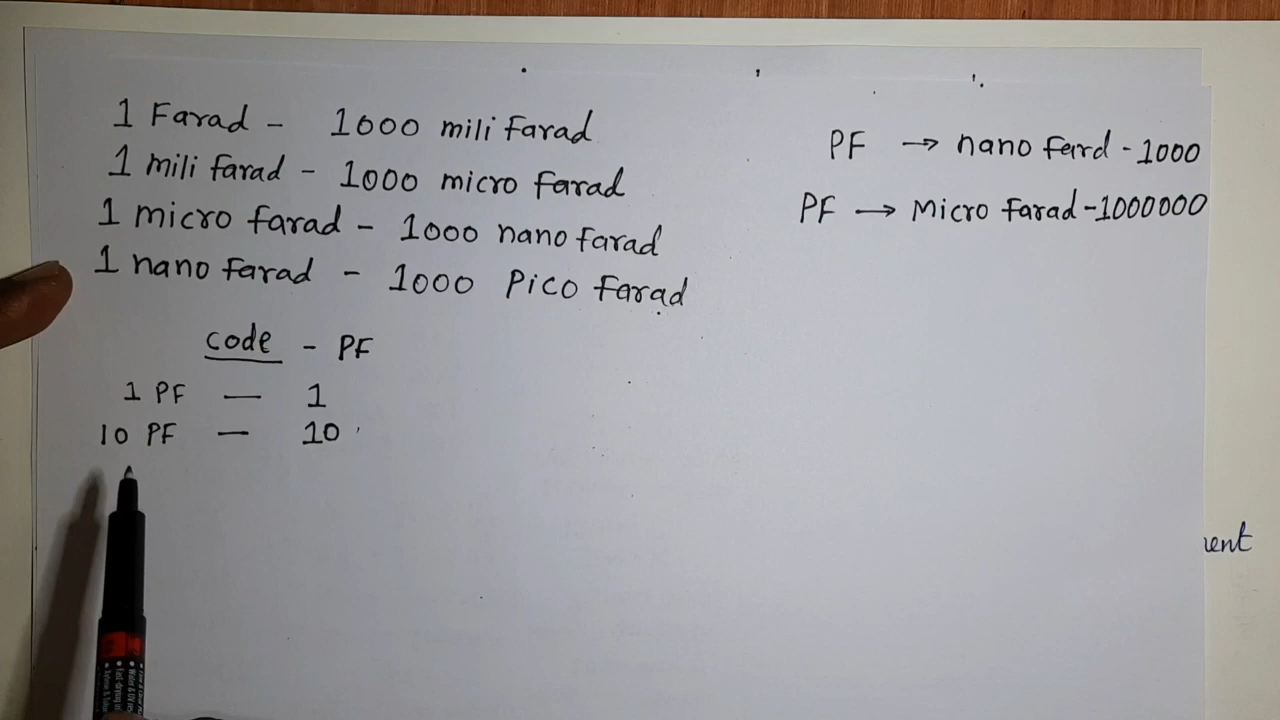 1 Farad - 1000 mili farad
1 mili farad - 1000 micro farad
1 micro farad - 1000 nano farad
1 nano farad - 1000 Pico farad
PF → nano ferd - 1000
PF → Micro farad - 1000000
code - PF
1 PF — 1
10 PF — 10